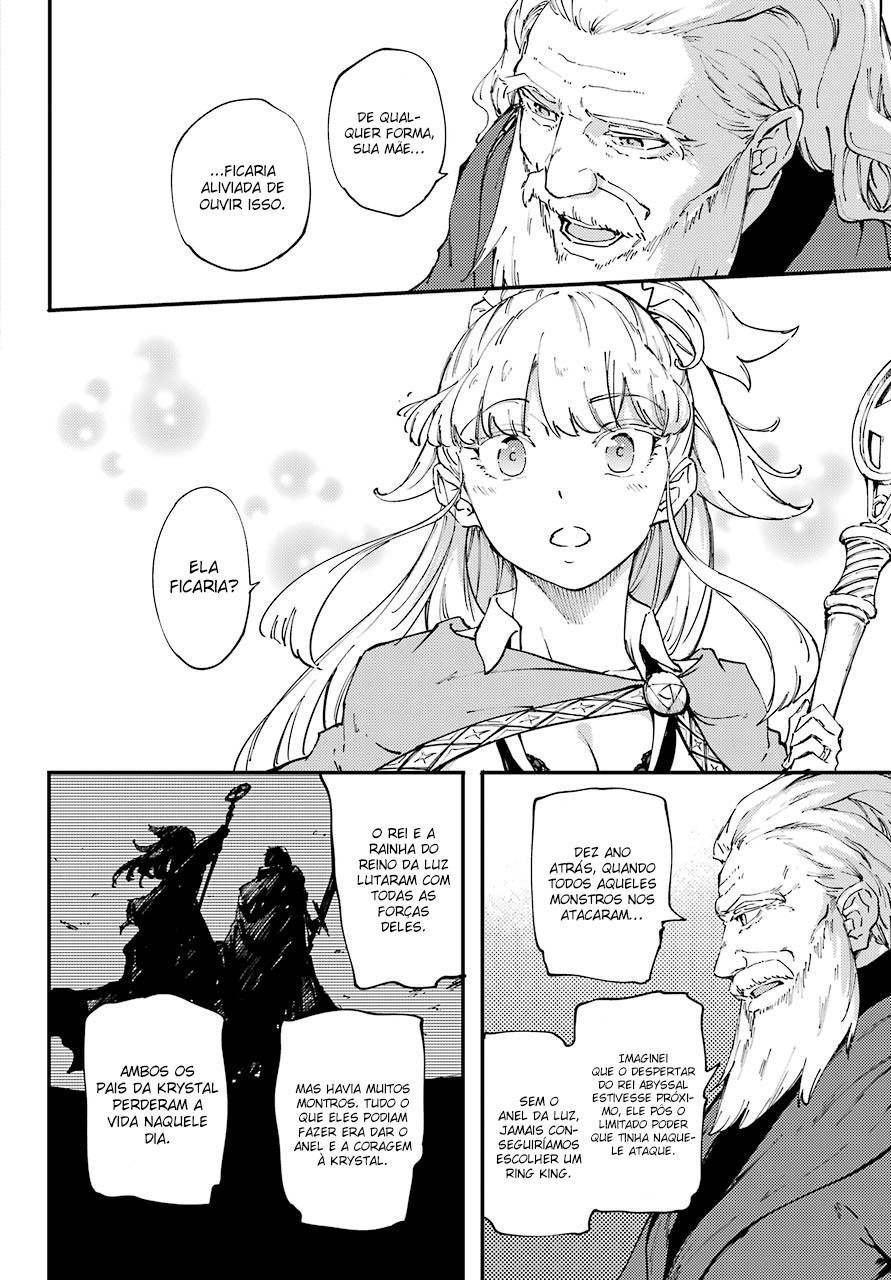 DE QUAL-
QUER FORMA,
SUA MÃE...
...FICARIA
ALIVIADA DE
OUVIR ISSO.
ELA
FICARIA?
DEZ ANO
ATRÁS, QUANDO
TODOS AQUELES
MONSTROS NOS
ATACARAM...
IMAGINEI
QUE O DESPERTAR
DO REI ABYSSAL
ESTIVESSE PRÓXI-
MO, ELE PÔS O
LIMITADO PODER
QUE TINHA NAQUE-
LE ATAQUE.
SEM O
ANEL DA LUZ,
JAMAIS CON-
SEGUIRÍAMOS
ESCOLHER UM
RING KING.
O REI E A
RAINHA DO
REINO DA LUZ
LUTARAM COM
TODAS AS
FORÇAS
DELES.
MAS HAVIA MUITOS
MONTROS. TUDO O
QUE ELES PODIAM
FAZER ERA DAR O
ANEL E A CORAGEM
À KRYSTAL.
AMBOS OS
PAIS DA KRYSTAL
PERDERAM A
VIDA NAQUELE
DIA.